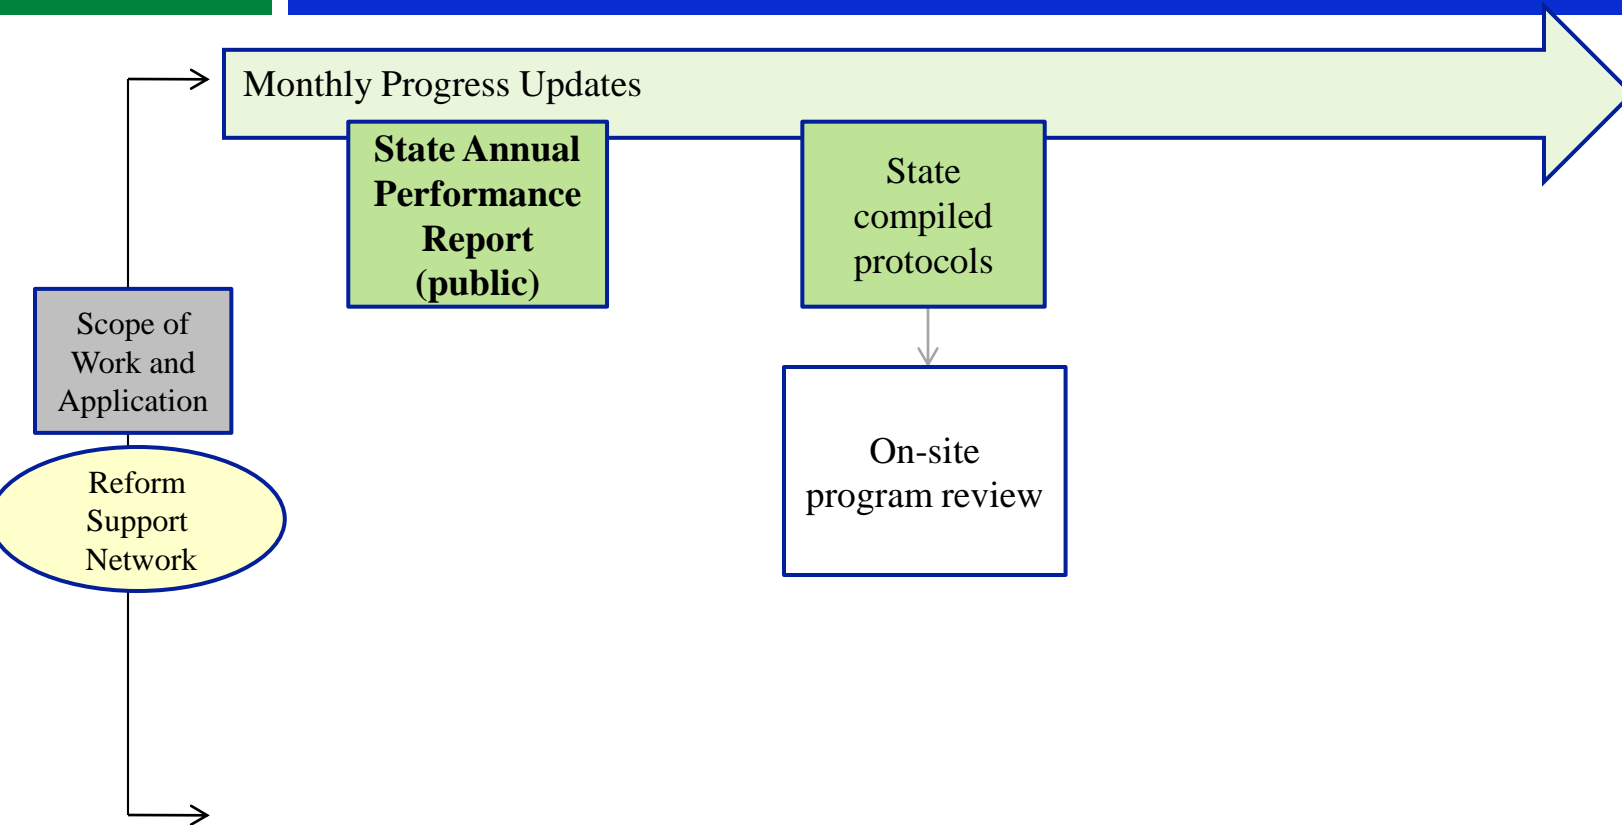 Monthly Progress Updates
State Annual
Performance
Report
(public)
State
compiled
protocols
Scope of
Work and
Application
On-site
program review
Reform
Support
Network